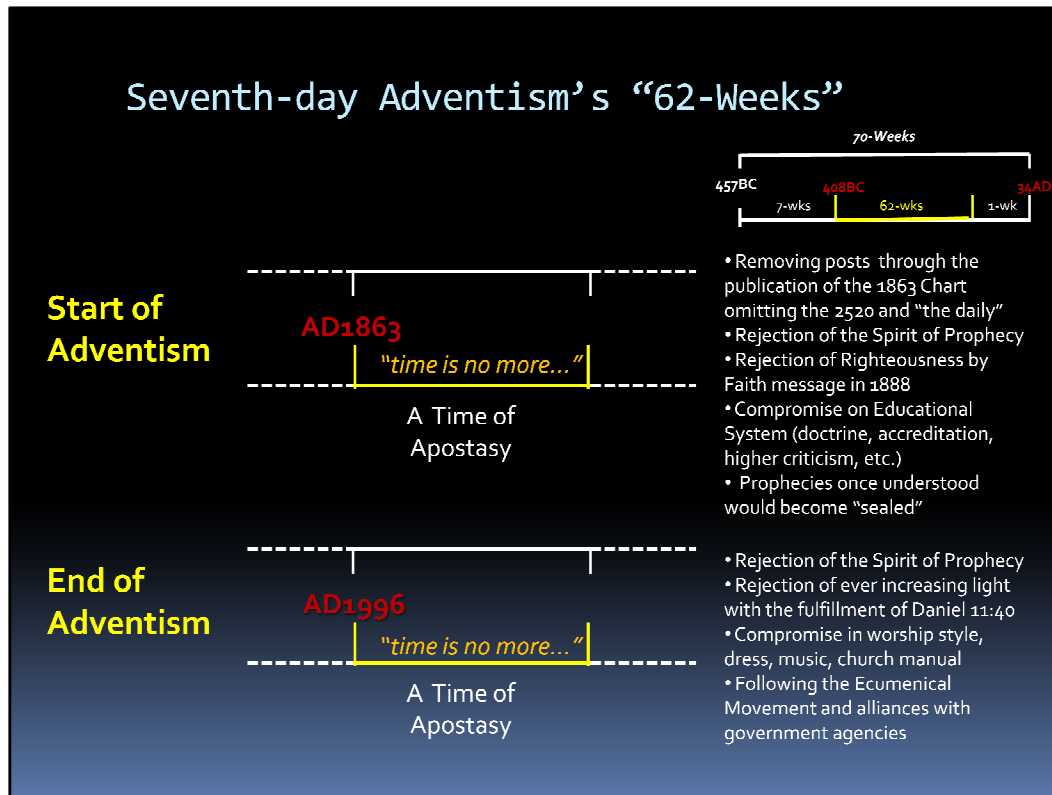 Seventh-day Adventism’s “62-Weeks”
70-Weeks
457BC
408BC
34AD
7-wks
62-wks
1-wk
Start of
Adventism
AD1863
“time is no more...”
A Time of
Apostasy
• Removing posts through the
publication of the 1863 Chart
omitting the 2520 and “the daily”
• Rejection of the Spirit of Prophecy
• Rejection of Righteousness by
Faith message in 1888
• Compromise on Educational
System (doctrine, accreditation,
higher criticism, etc.)
• Prophecies once understood
would become “sealed”
End of
Adventism
AD1996
“time is no more...”
A Time of
Apostasy
• Rejection of the Spirit of Prophecy
• Rejection of ever increasing light
with the fulfillment of Daniel 11:40
• Compromise in worship style,
dress, music, church manual
• Following the Ecumenical
Movement and alliances with
government agencies